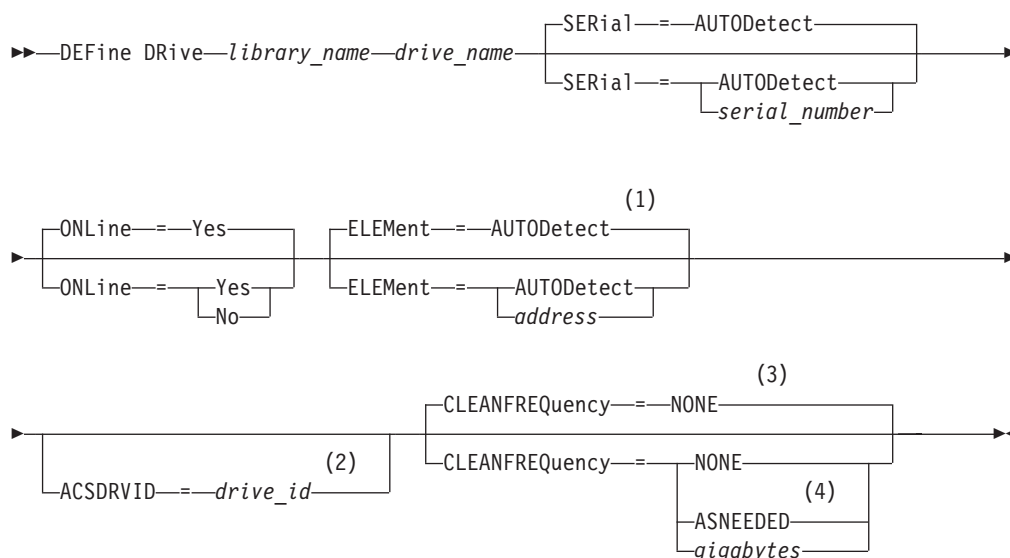 SERial = AUTODetect
DEFine DRive library_name drive_name
SERial = AUTODetect
serial_number
(1)
ONLine = Yes ELEMent = AUTODetect
ONLine = Yes ELEMent = AUTODetect
No address
(3)
CLEANFREQuency = NONE
(2) CLEANFREQuency = NONE
ACSDRVID = drive_id (4)
ASNEEDED
gigabytes